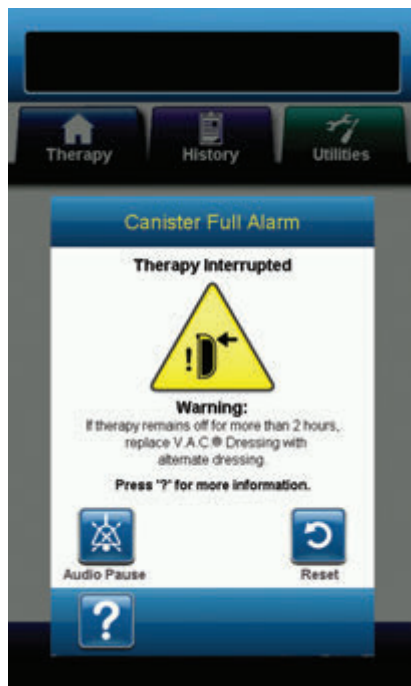 Therapy History Utilities
Canister Full Alarm
Therapy Interrupted
!
Warning:
If therapy remains off for more than 2 hours,
replace V.A.C.® Dressing with
alternate dressing.
Press "?" for more information.
Audio Pause Reset
?